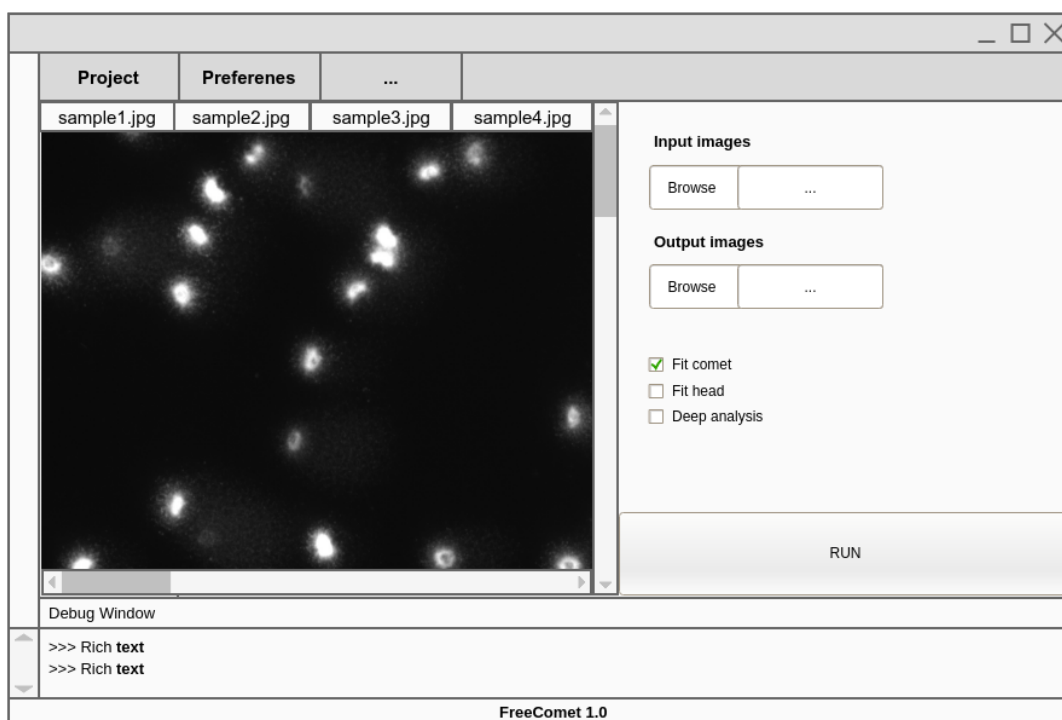 Project Preferenes ...
sample1.jpg sample2.jpg sample3.jpg sample4.jpg
Input images
Browse ...
Output images
Browse ...
Fit comet
Fit head
Deep analysis
RUN
Debug Window
>>> Rich text
>>> Rich text
FreeComet 1.0